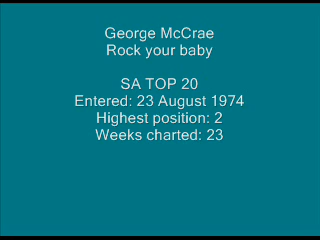 George McCrae
Rock your baby
SA TOP 20
Entered: 23 August 1974
Highest position: 2
Weeks charted: 23